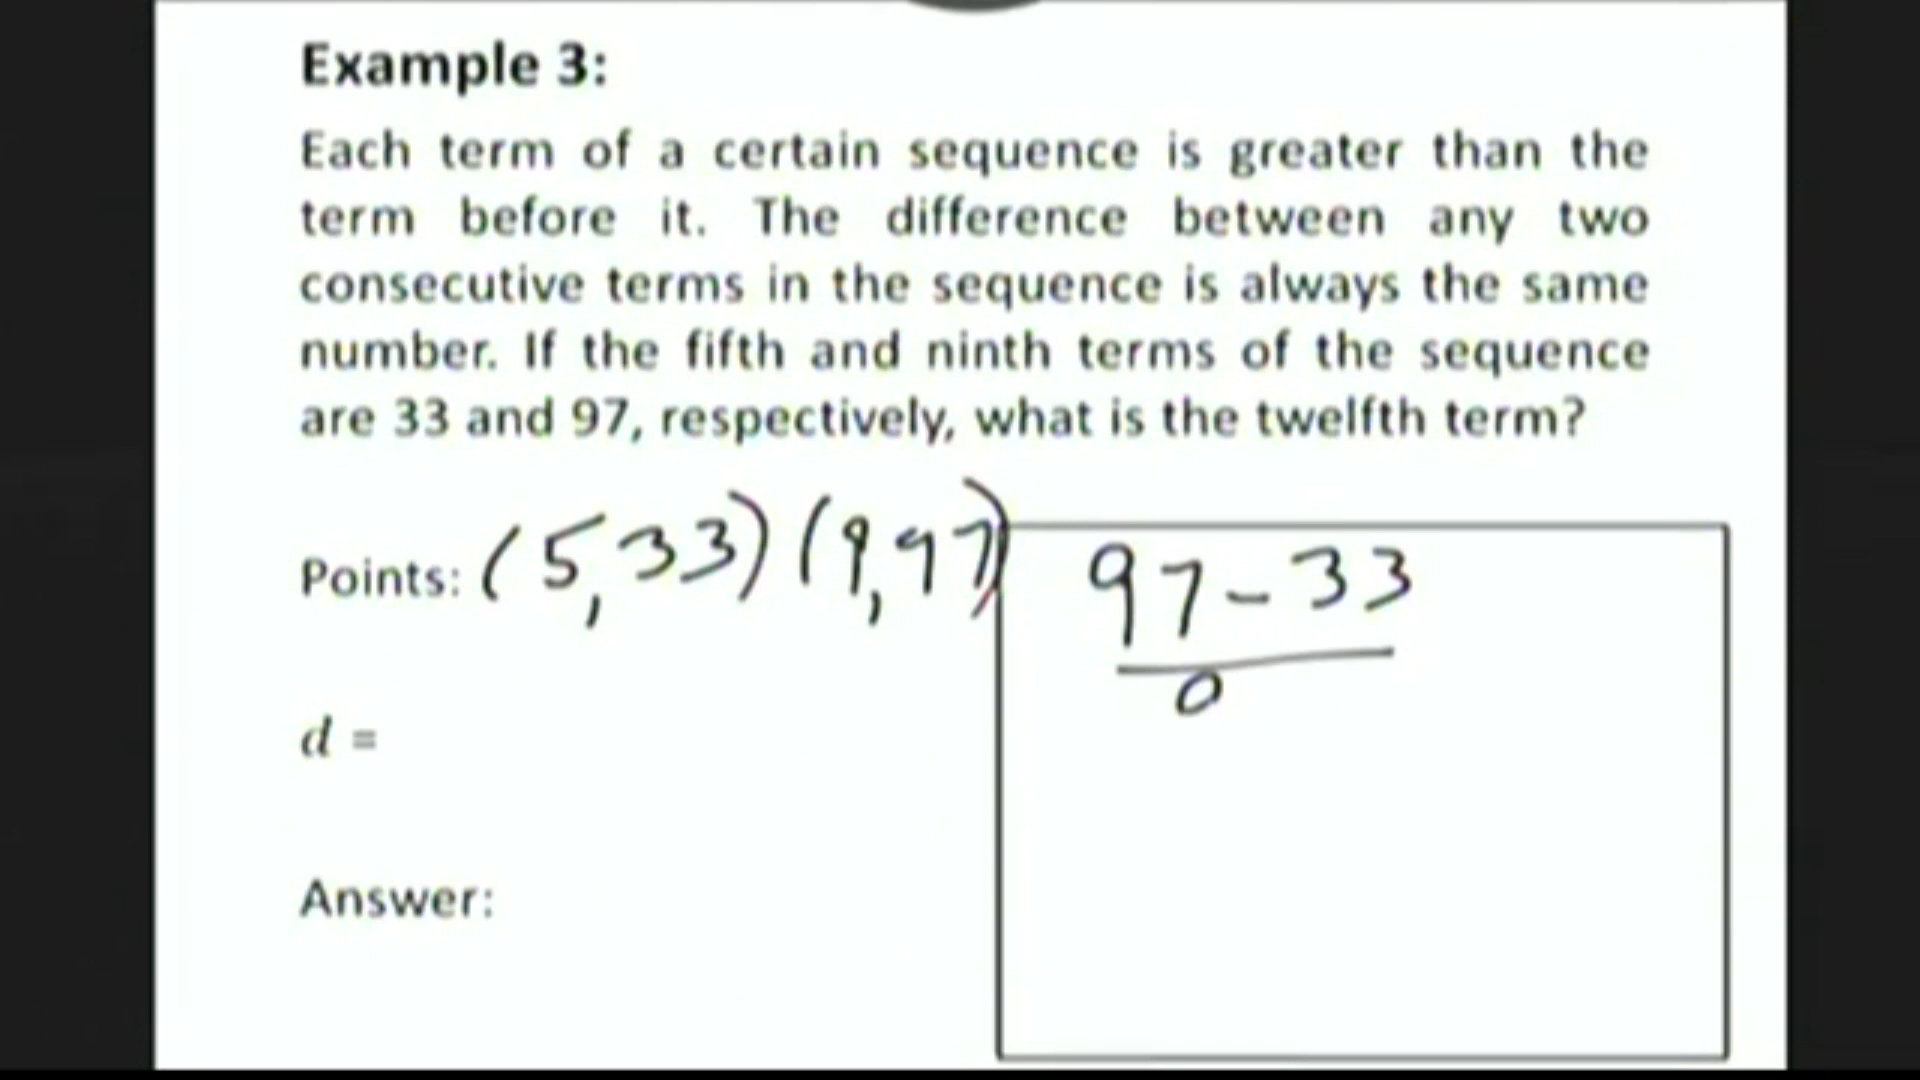 Example 3:
Each term of a certain sequence is greater than the
term before it. The difference between any two
consecutive terms in the sequence is always the same
number. If the fifth and ninth terms of the sequence
are 33 and 97, respectively, what is the twelfth term?
Points: (5,33) (9,97)
97-33
0
d =
Answer: